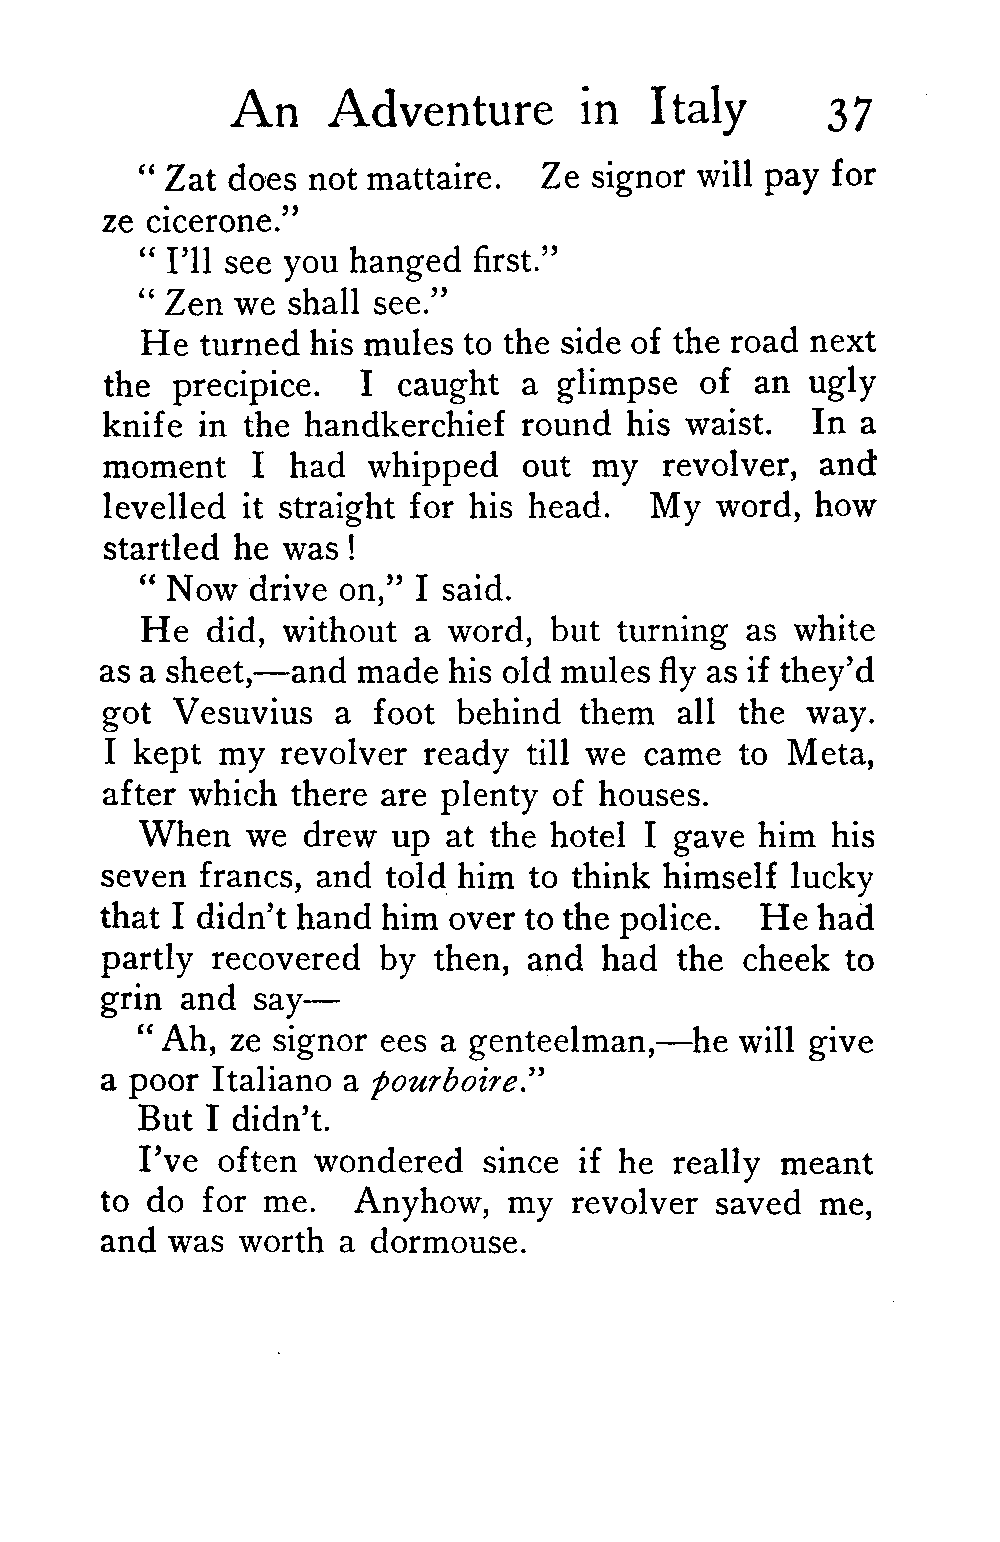 An Adventure in Italy 37
“ Zat does not mattaire. Ze signor will pay for
ze cicerone.”
“ I’ll see you hanged first.”
“ Zen we shall see.”
He turned his mules to the side of the road next
the precipice. I caught a glimpse of an ugly
knife in the handkerchief round his waist. In a
moment I had whipped out my revolver, and
levelled it straight for his head. My word, how
startled he was !
“ Now drive on,” I said.
He did, without a word, but turning as white
as a sheet,—and made his old mules fly as if they’d
got Vesuvius a foot behind them all the way.
I kept my revolver ready till we came to Meta,
after which there are plenty of houses.
When we drew up at the hotel I gave him his
seven francs, and told him to think himself lucky
that I didn’t hand him over to the police. He had
partly recovered by then, and had the cheek to
grin and say—
“ Ah, ze signor ees a genteelman,—he will give
a poor Italiano a pourboire.”
But I didn’t.
I’ve often wondered since if he really meant
to do for me. Anyhow, my revolver saved me,
and was worth a dormouse.